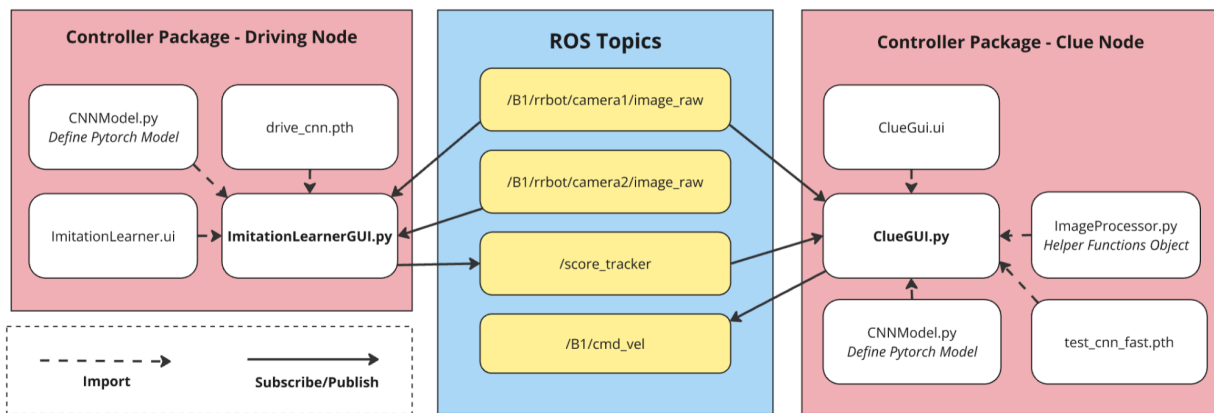 Controller Package - Driving Node
CNNModel.py
Define Pytorch Model
drive_cnn.pth
ImitationLearner.ui
ImitationLearnerGUI.py
Import
Subscribe/Publish
ROS Topics
/B1/rrbot/camera1/image_raw
/B1/rrbot/camera2/image_raw
/score_tracker
/B1/cmd_vel
Controller Package - Clue Node
ClueGui.ui
ClueGUI.py
ImageProcessor.py
Helper Functions Object
CNNModel.py
Define Pytorch Model
test_cnn_fast.pth